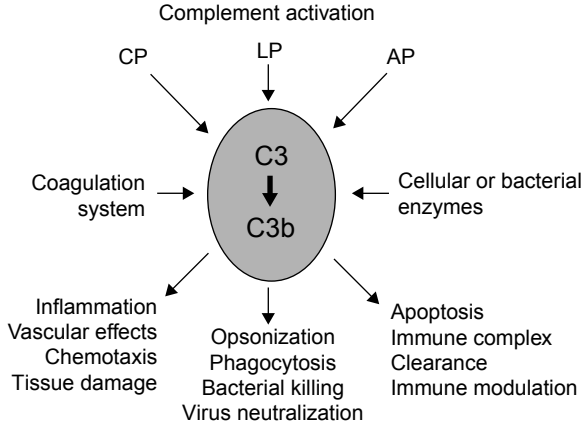 Complement activation
CP
LP
AP
C3
C3b
Coagulation
system
Cellular or bacterial
enzymes
Inflammation
Vascular effects
Chemotaxis
Tissue damage
Opsonization
Phagocytosis
Bacterial killing
Virus neutralization
Apoptosis
Immune complex
Clearance
Immune modulation